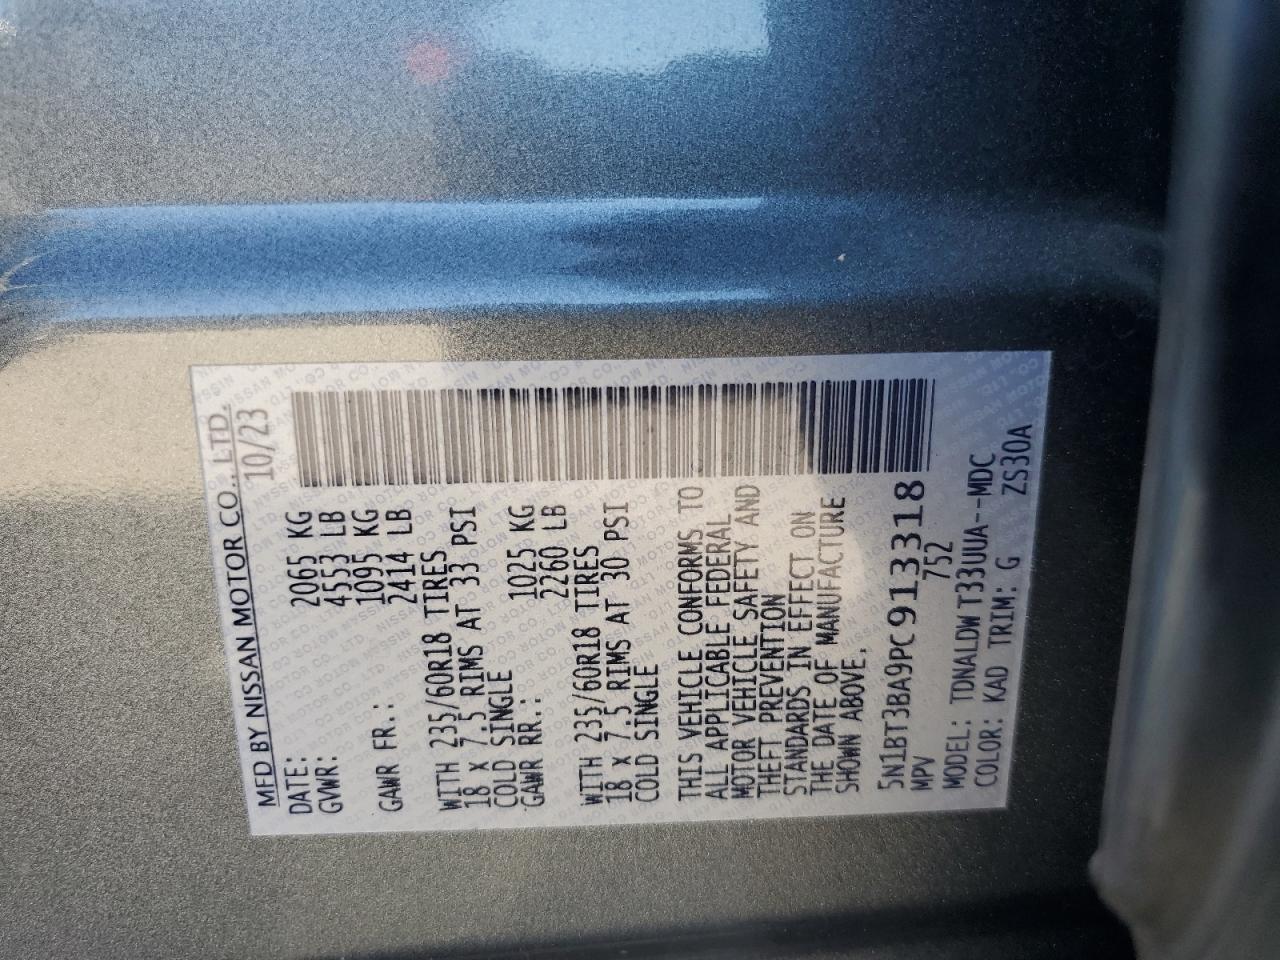 MFD BY NISSAN MOTOR CO., LTD.
DATE: 10/23
GVWR: 2065 KG
4553 LB
GAWR FR.: 1095 KG
2414 LB
WITH 235/60R18 TIRES
18 X 7.5 RIMS AT 33 PSI
COLD SINGLE
GAWR RR.: 1025 KG
2260 LB
WITH 235/60R18 TIRES
18 X 7.5 RIMS AT 30 PSI
COLD SINGLE
THIS VEHICLE CONFORMS TO
ALL APPLICABLE FEDERAL
MOTOR VEHICLE SAFETY AND
THEFT PREVENTION
STANDARDS IN EFFECT ON
THE DATE OF MANUFACTURE
SHOWN ABOVE.
5N1BT3BA9PC9133318
MPV 752
MODEL: TDNALDW T33UUA--MDC
COLOR: KAD TRIM: G ZS30A